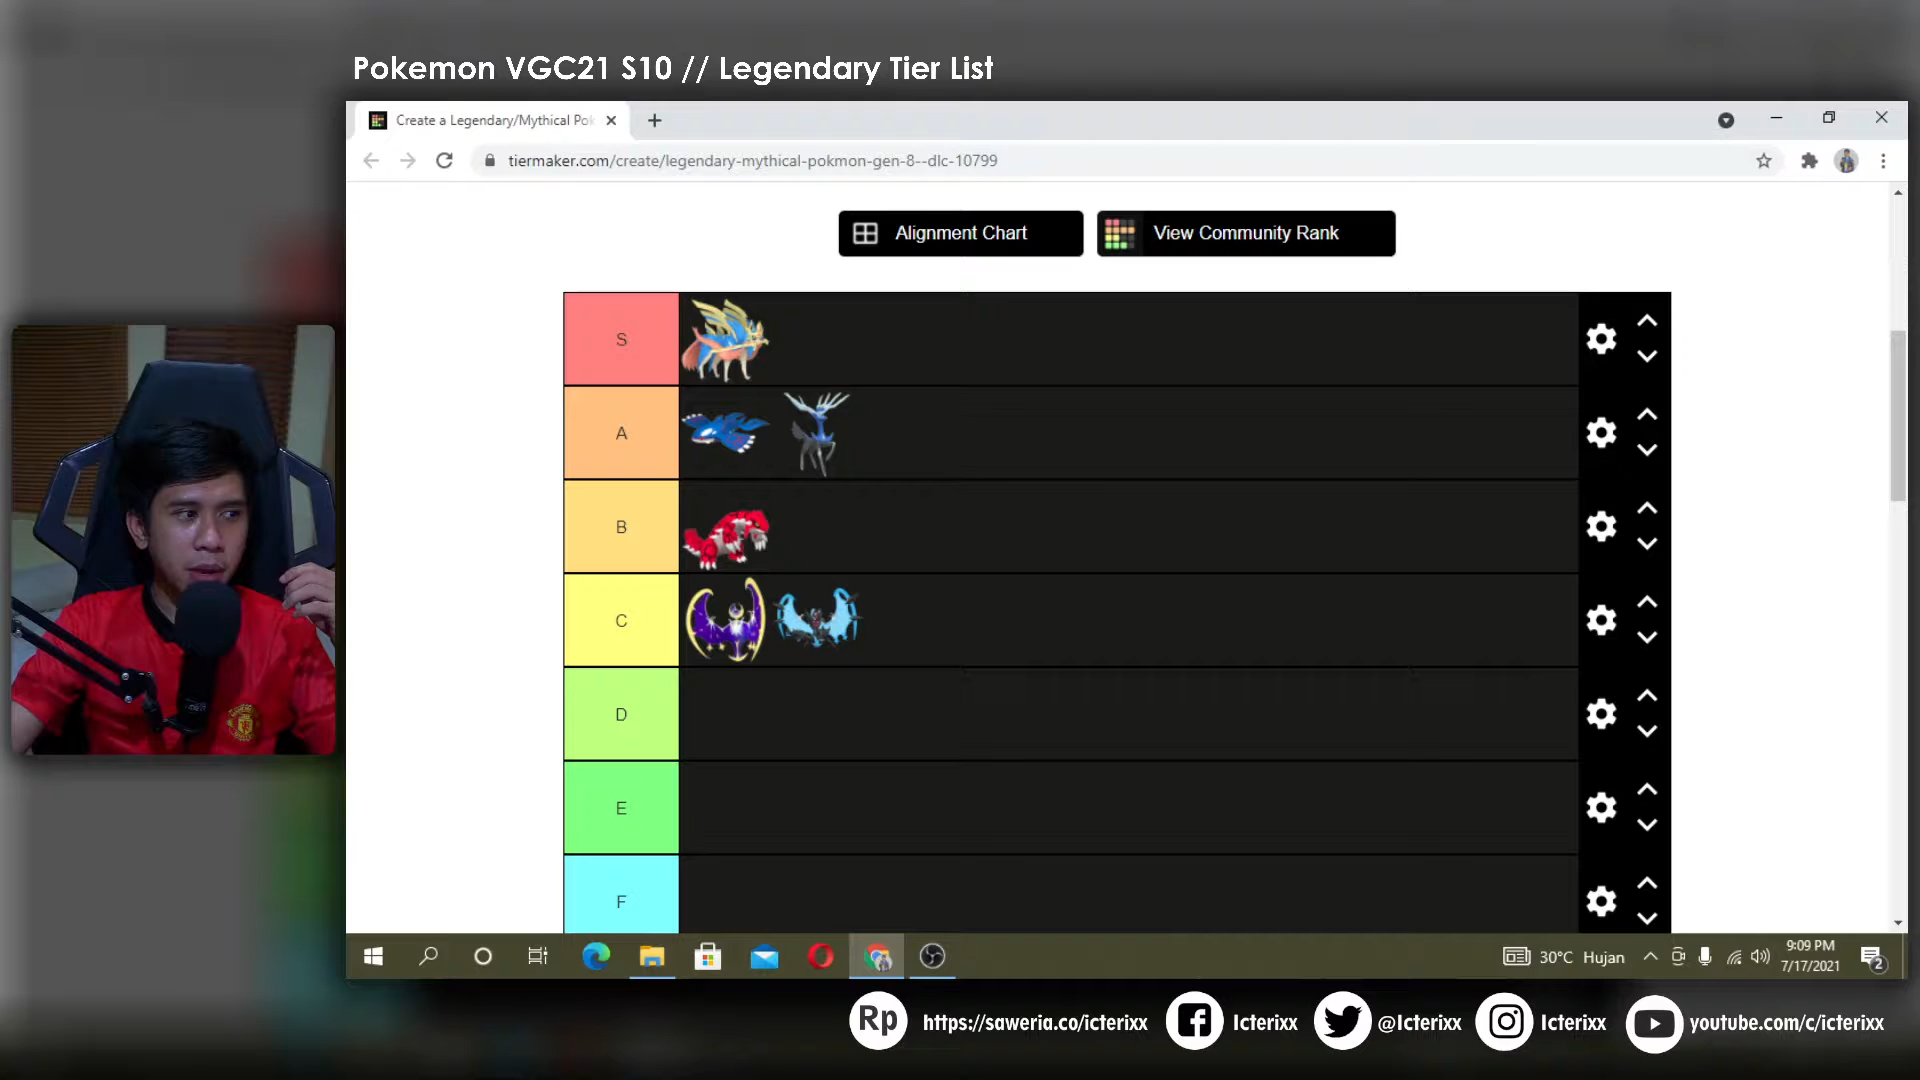 Pokemon VGC21 S10 // Legendary Tier List
Create a Legendary/Mythical Pok
tiermaker.com/create/legendary-mythical-pokmon-gen-8--dlc-10799
Alignment Chart
View Community Rank
S
A
B
C
D
E
F
30°C Hujan
9:09 PM
7/17/2021
2
Rp https://saweria.co/icterixx Icterixx @Icterixx Icterixx youtube.com/c/icterixx